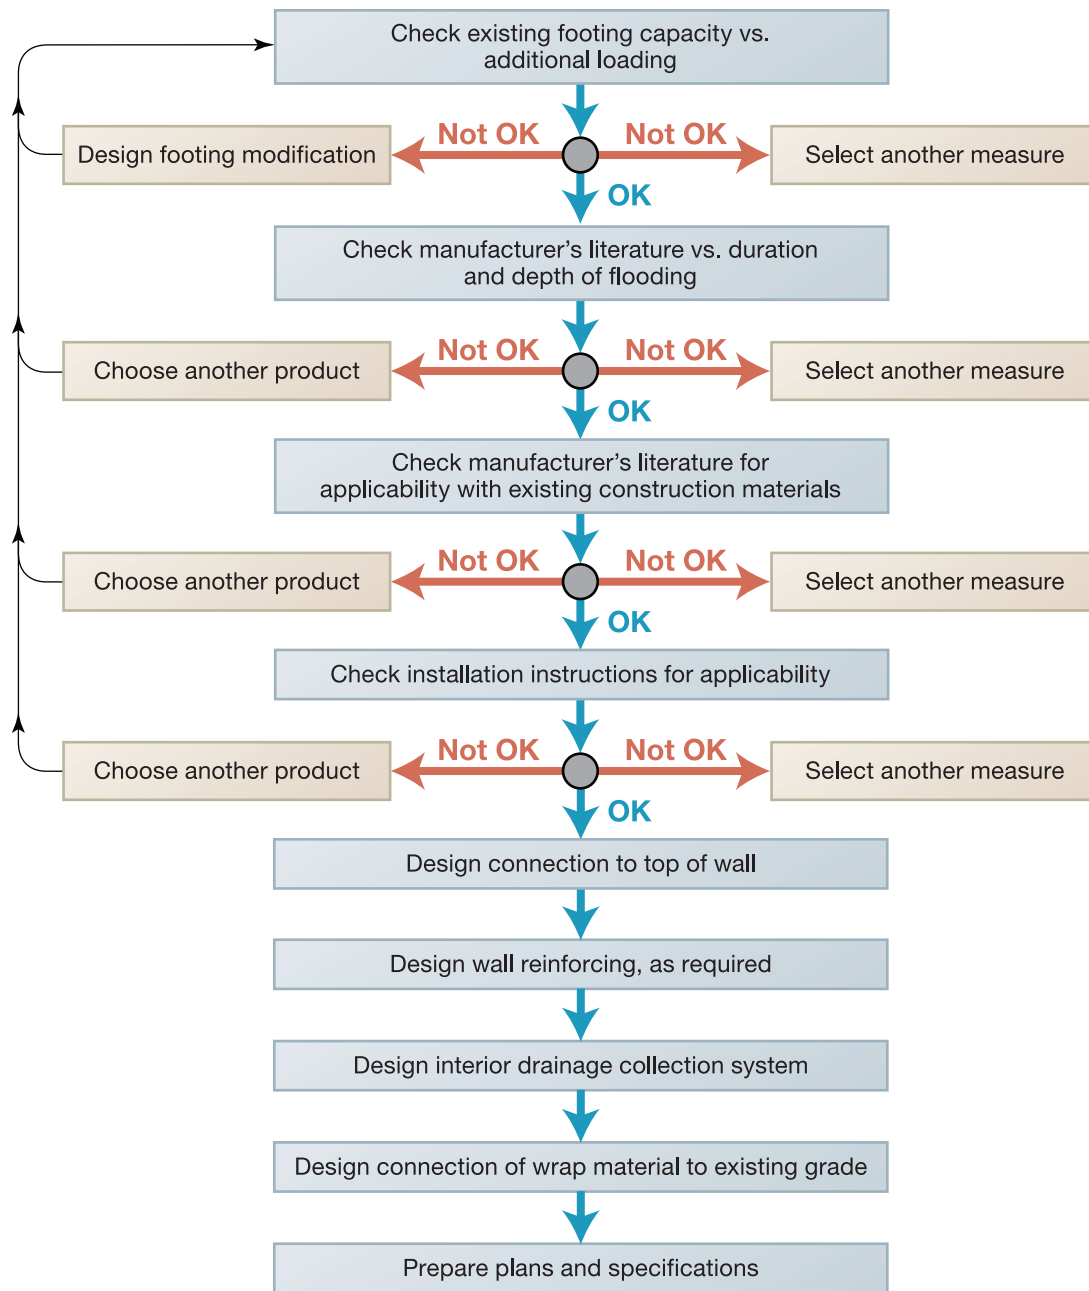 Check existing footing capacity vs.
additional loading
Not OK
Not OK
Design footing modification
Select another measure
OK
Check manufacturer’s literature vs. duration
and depth of flooding
Not OK
Not OK
Choose another product
Select another measure
OK
Check manufacturer’s literature for
applicability with existing construction materials
Not OK
Not OK
Choose another product
Select another measure
OK
Check installation instructions for applicability
Not OK
Not OK
Choose another product
Select another measure
OK
Design connection to top of wall
Design wall reinforcing, as required
Design interior drainage collection system
Design connection of wrap material to existing grade
Prepare plans and specifications